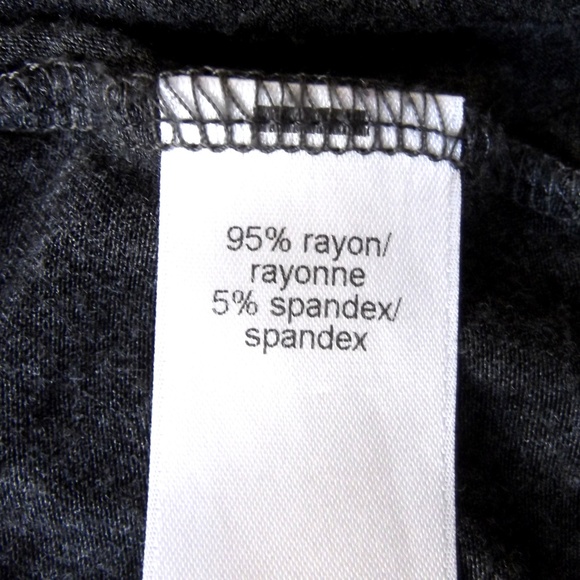 95% rayon/
rayonne
5% spandex/
spandex